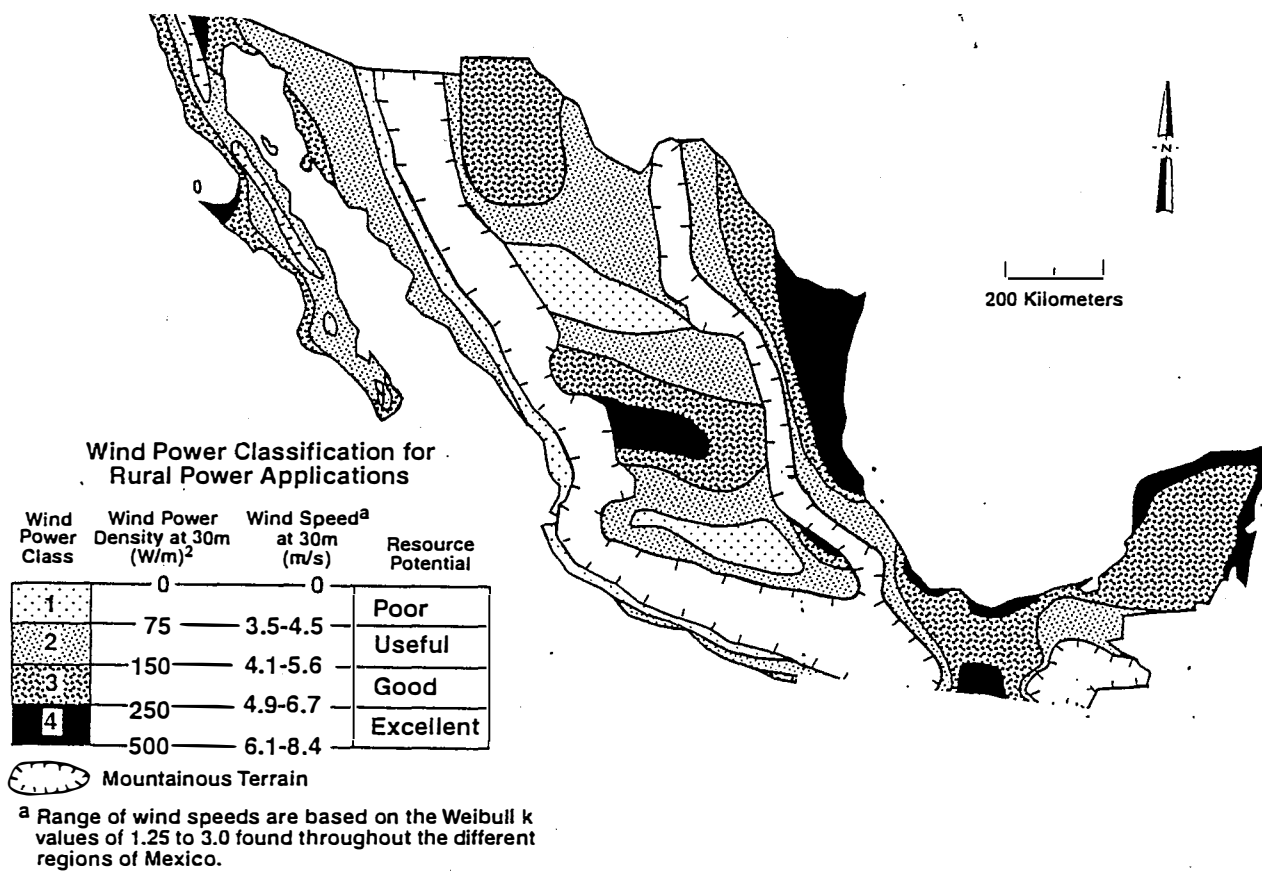 N
200 Kilometers
Wind Power Classification for
Rural Power Applications
Wind Power Class
Wind Power Density at 30m (W/m)2
Wind Speeda at 30m (m/s)
Resource Potential
0 0
1 Poor
75 3.5-4.5
2 Useful
150 4.1-5.6
3 Good
250 4.9-6.7
4 Excellent
500 6.1-8.4
Mountainous Terrain
a Range of wind speeds are based on the Weibull k
values of 1.25 to 3.0 found throughout the different
regions of Mexico.